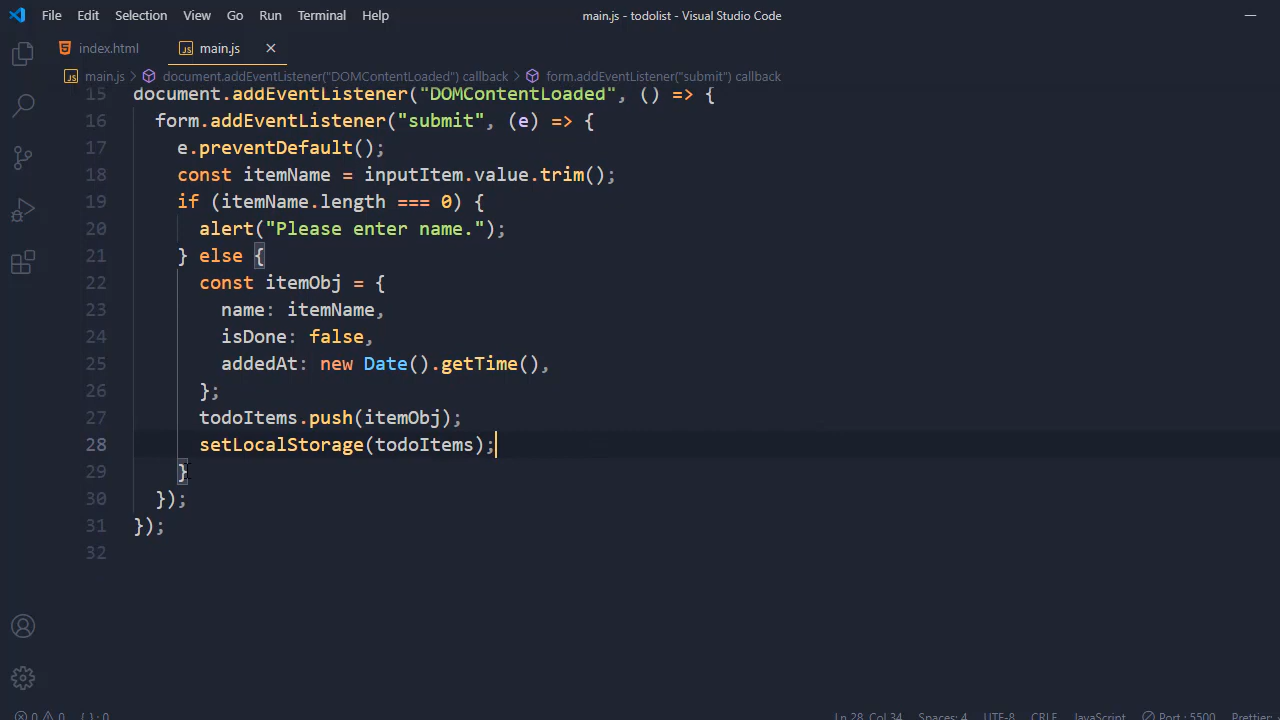 File Edit Selection View Go Run Terminal Help main.js - todolist - Visual Studio Code
index.html main.js
main.js > document.addEventListener("DOMContentLoaded") callback > form.addEventListener("submit") callback
15 document.addEventListener("DOMContentLoaded", () => {
16 form.addEventListener("submit", (e) => {
17 e.preventDefault();
18 const itemName = inputItem.value.trim();
19 if (itemName.length === 0) {
20 alert("Please enter name.");
21 } else {
22 const itemObj = {
23 name: itemName,
24 isDone: false,
25 addedAt: new Date().getTime(),
26 };
27 todoItems.push(itemObj);
28 setLocalStorage(todoItems);
29 }
30 });
31 });
32
0 0 {} : 0 Ln 28, Col 34 Spaces: 4 UTF-8 CRLF JavaScript Port : 5500 Prettier